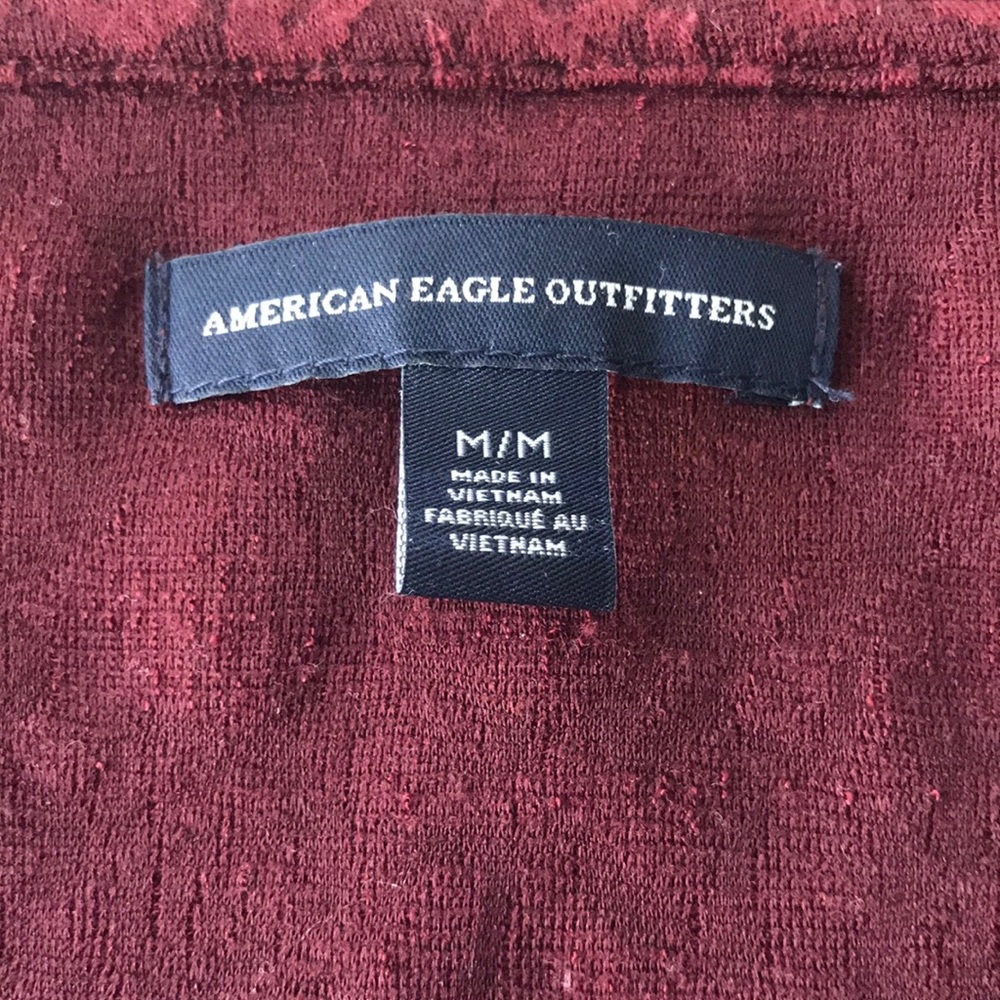 AMERICAN EAGLE OUTFITTERS
M/M
MADE IN
VIETNAM
FABRIQUÉ AU
VIETNAM